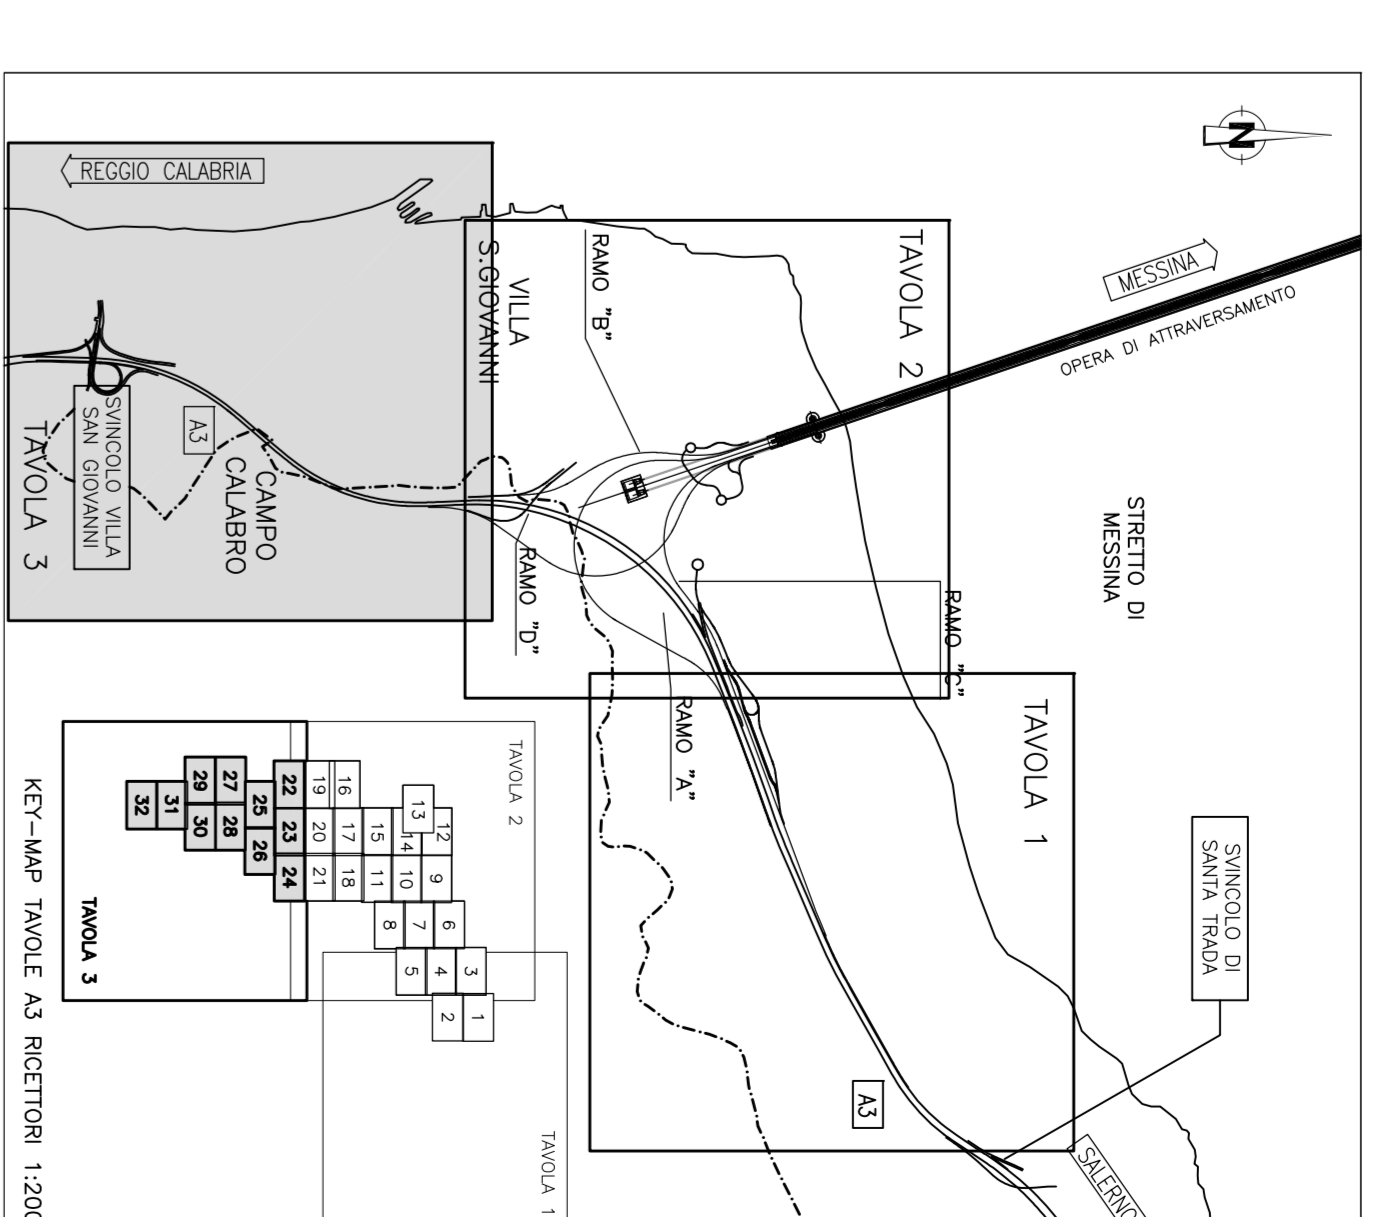 N
REGGIO CALABRIA
MESSINA
OPERA DI ATTRAVERSAMENTO
STRETTO DI
MESSINA
TAVOLA 2
RAMO "B"
VILLA
S.GIOVANNI
RAMO "C"
RAMO "D"
RAMO "A"
TAVOLA 1
SVINCOLO DI
SANTA TRADA
A3
SALERNO
A3
CAMPO
CALABRO
SVINCOLO VILLA
SAN GIOVANNI
TAVOLA 3
TAVOLA 2
16
19
22
13
12
14
15
17
20
23
25
27
29
9
10
11
18
21
24
26
28
30
31
32
6
7
8
3
4
5
1
2
TAVOLA 3
TAVOLA 1
KEY-MAP TAVOLE A3 RICETTORI